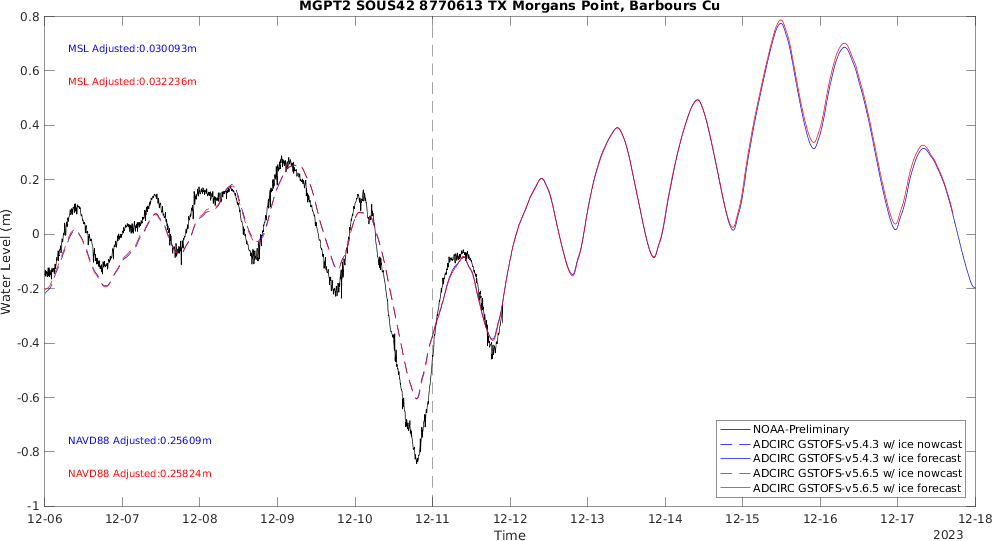 MGPT2 SOUS42 8770613 TX Morgans Point, Barbours Cu
MSL Adjusted:0.030093m
MSL Adjusted:0.032236m
NAVD88 Adjusted:0.25609m
NAVD88 Adjusted:0.25824m
Water Level (m)
0.8
0.6
0.4
0.2
0
-0.2
-0.4
-0.6
-0.8
-1
NOAA-Preliminary
ADCIRC GSTOFS-v5.4.3 w/ ice nowcast
ADCIRC GSTOFS-v5.4.3 w/ ice forecast
ADCIRC GSTOFS-v5.6.5 w/ ice nowcast
ADCIRC GSTOFS-v5.6.5 w/ ice forecast
12-06 12-07 12-08 12-09 12-10 12-11 12-12 12-13 12-14 12-15 12-16 12-17 12-18
Time
2023